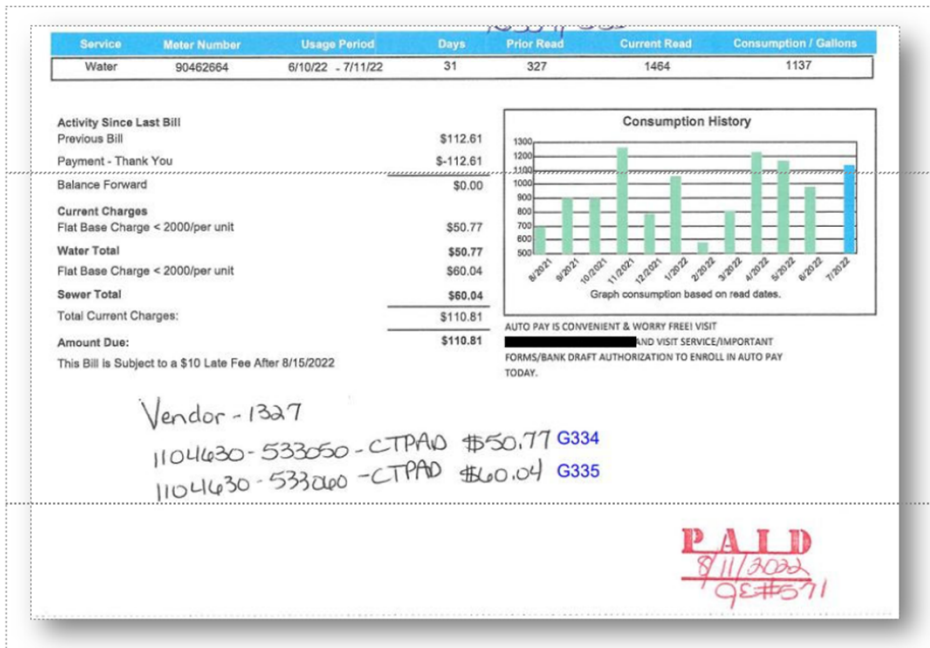 Service Meter Number Usage Period Days Prior Read Current Read Consumption / Gallons
Water 90462664 6/10/22 - 7/11/22 31 327 1464 1137
Activity Since Last Bill
Previous Bill $112.61
Payment - Thank You $-112.61
Balance Forward $0.00
Current Charges
Flat Base Charge < 2000/per unit $50.77
Water Total $50.77
Flat Base Charge < 2000/per unit $60.04
Sewer Total $60.04
Total Current Charges: $110.81
Amount Due: $110.81
This Bill is Subject to a $10 Late Fee After 8/15/2022
Consumption History
1300
1200
1100
1000
900
800
700
600
500
8/2021 9/2021 10/2021 11/2021 12/2021 1/2022 2/2022 3/2022 4/2022 5/2022 6/2022 7/2022
Graph consumption based on read dates.
AUTO PAY IS CONVENIENT & WORRY FREE! VISIT
AND VISIT SERVICE/IMPORTANT
FORMS/BANK DRAFT AUTHORIZATION TO ENROLL IN AUTO PAY
TODAY.
Vendor - 1327
1104630 - 533050 - CTPAD $50.77 G334
1104630 - 533060 - CTPAD $60.04 G335
PAID
8/11/2022
QE#571